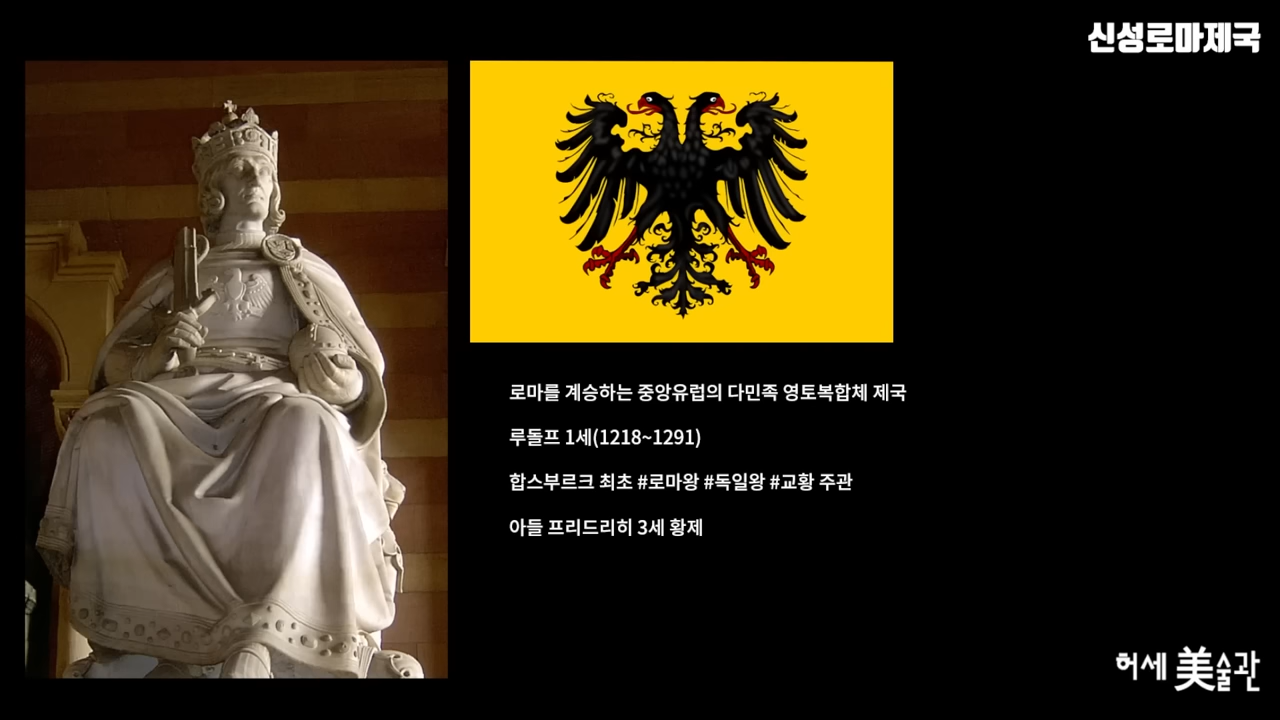 신성로마제국
로마를 계승하는 중앙유럽의 다민족 영토복합체 제국
루돌프 1세(1218~1291)
합스부르크 최초 #로마왕 #독일왕 #교황 주관
아들 프리드리히 3세 황제
허세 美술관